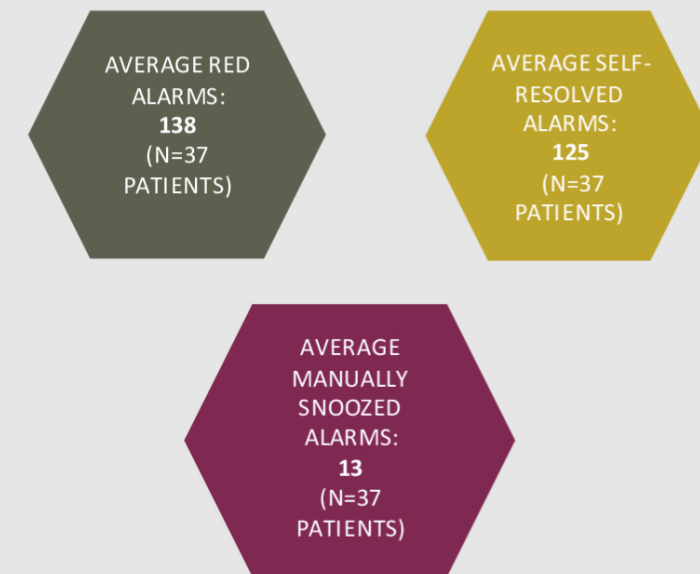 AVERAGE RED
ALARMS:
138
(N=37
PATIENTS)
AVERAGE SELF-
RESOLVED
ALARMS:
125
(N=37
PATIENTS)
AVERAGE
MANUALLY
SNOOZED
ALARMS:
13
(N=37
PATIENTS)